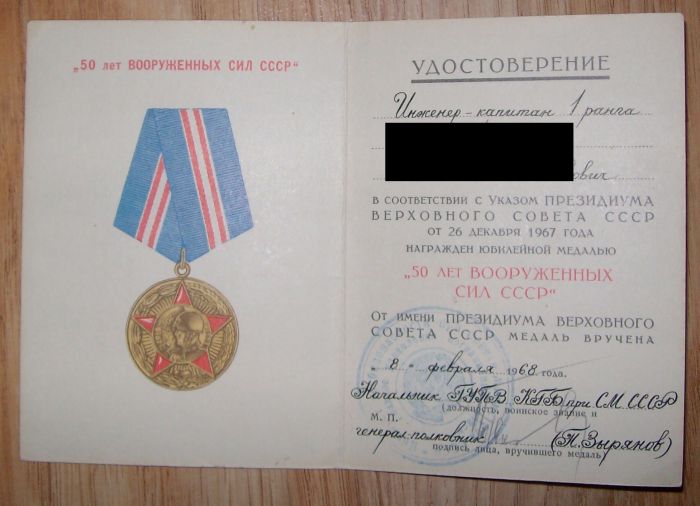 „50 лет ВООРУЖЕННЫХ СИЛ СССР“
УДОСТОВЕРЕНИЕ
Инженер-капитан 1 ранга
ович
В СООТВЕТСТВИИ С УКАЗОМ ПРЕЗИДИУМА
ВЕРХОВНОГО СОВЕТА СССР
ОТ 26 ДЕКАБРЯ 1967 ГОДА
НАГРАЖДЕН ЮБИЛЕЙНОЙ МЕДАЛЬЮ
„50 ЛЕТ ВООРУЖЕННЫХ
СИЛ СССР“
ОТ ИМЕНИ ПРЕЗИДИУМА ВЕРХОВНОГО
СОВЕТА СССР МЕДАЛЬ ВРУЧЕНА
„8“ февраля 1968 года.
Начальник ГУПВ КГБ при СМ СССР
(должность, воинское звание и
М. П.
генерал-полковник (П. Зырянов)
подпись лица, вручившего медаль)